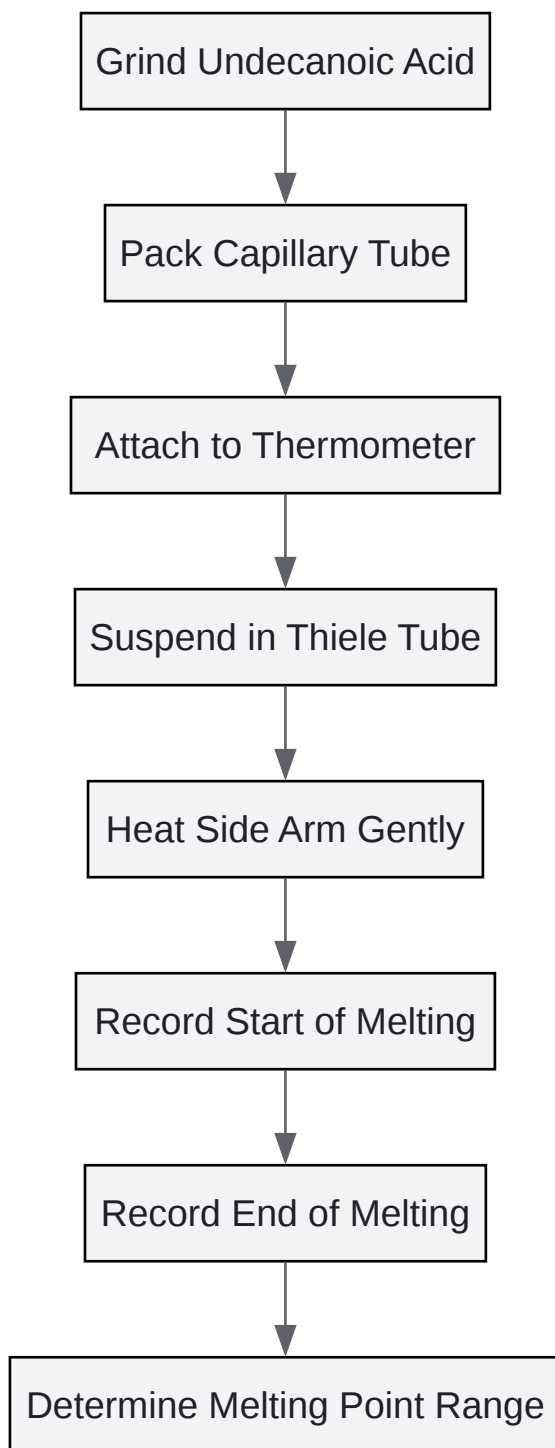 Grind Undecanoic Acid
Pack Capillary Tube
Attach to Thermometer
Suspend in Thiele Tube
Heat Side Arm Gently
Record Start of Melting
Record End of Melting
Determine Melting Point Range